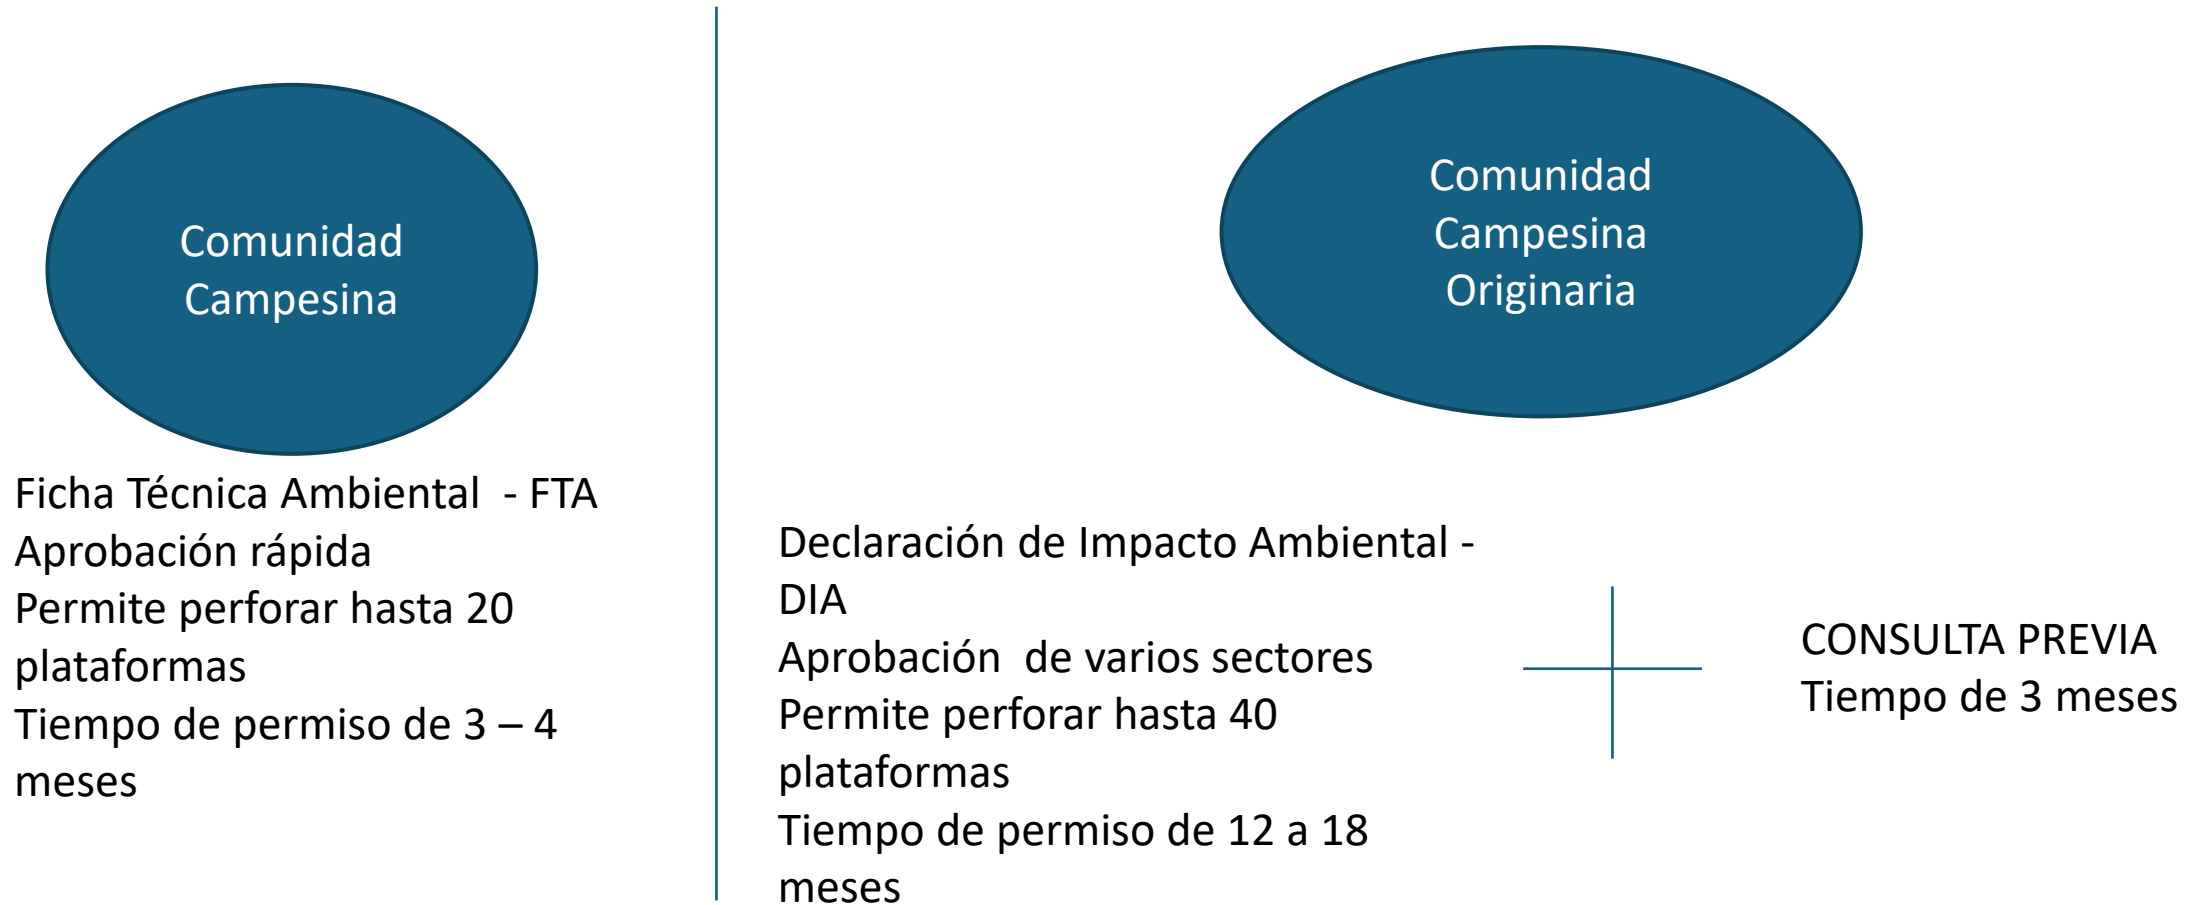 Comunidad
Campesina
Ficha Técnica Ambiental - FTA
Aprobación rápida
Permite perforar hasta 20
plataformas
Tiempo de permiso de 3 – 4
meses
Comunidad
Campesina
Originaria
Declaración de Impacto Ambiental -
DIA
Aprobación de varios sectores
Permite perforar hasta 40
plataformas
Tiempo de permiso de 12 a 18
meses
CONSULTA PREVIA
Tiempo de 3 meses